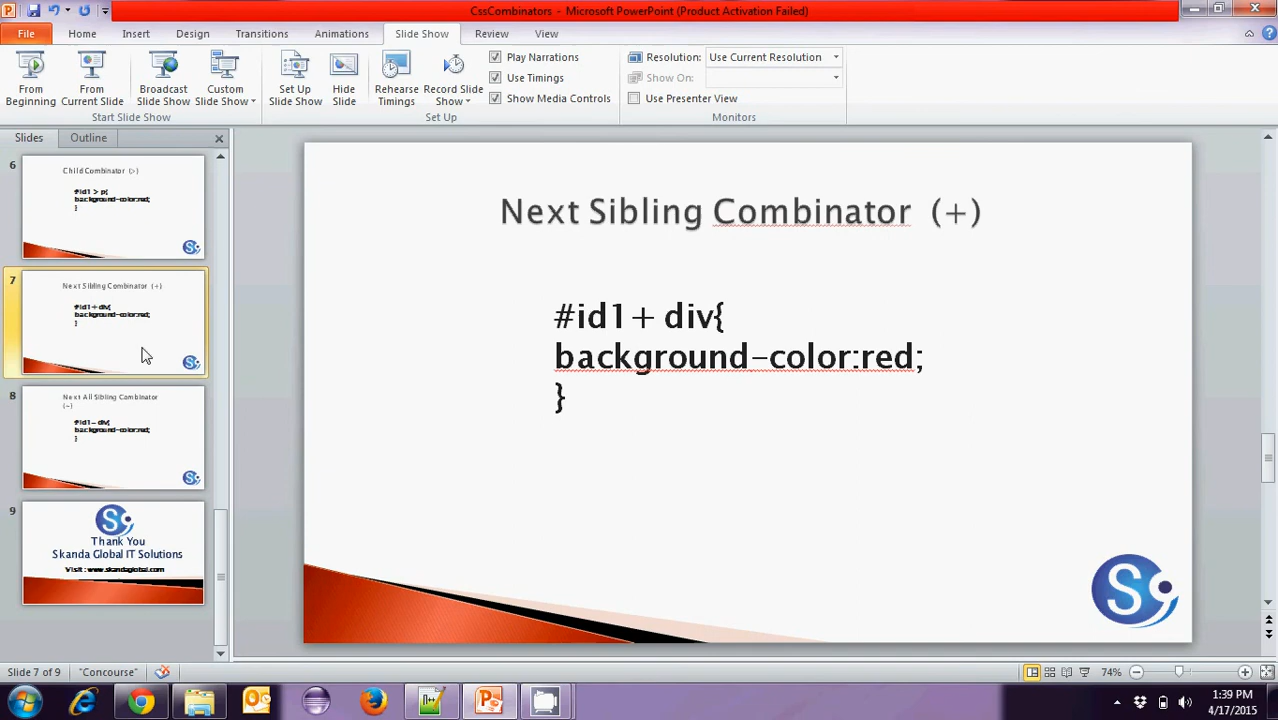 CssCombinators - Microsoft PowerPoint (Product Activation Failed)
File Home Insert Design Transitions Animations Slide Show Review View
From Beginning
From Current Slide
Broadcast Slide Show
Custom Slide Show
Set Up Slide Show
Hide Slide
Rehearse Timings
Record Slide Show
Play Narrations
Use Timings
Show Media Controls
Resolution: Use Current Resolution
Show On:
Use Presenter View
Start Slide Show
Set Up
Monitors
Slides Outline
6
Child Combinator (>)
#id1 > p{
background-color:red;
}
7
Next Sibling Combinator (+)
#id1+ div{
background-color:red;
}
8
Next All Sibling Combinator
(~)
#id1~ div{
background-color:red;
}
9
Thank You
Skanda Global IT Solutions
Visit : www.skandaglobal.com
Next Sibling Combinator (+)
#id1+ div{
background-color:red;
}
Slide 7 of 9 "Concourse" 74%
1:39 PM
4/17/2015